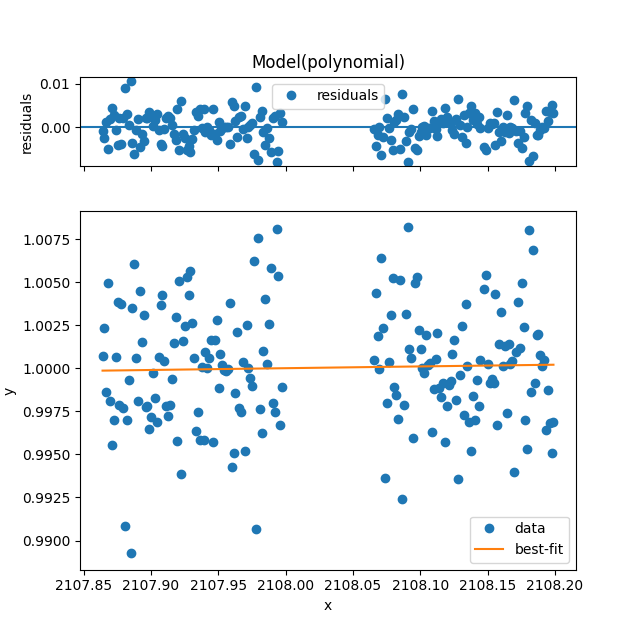 Model(polynomial)
0.01
0.00
residuals
residuals
1.0075
1.0050
1.0025
1.0000
0.9975
0.9950
0.9925
0.9900
y
data
best-fit
2107.85 2107.90 2107.95 2108.00 2108.05 2108.10 2108.15 2108.20
x